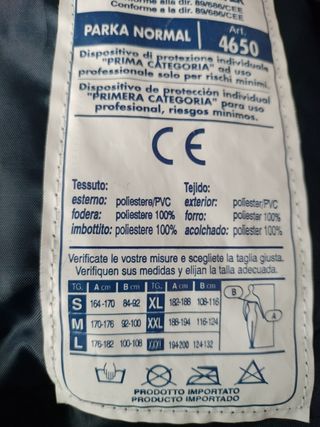 Conforme alla dir. 89/686/CEE
Conforme a la dir. 89/686/CEE
PARKA NORMAL
Art.
4650
Dispositivo di protezione individuale
"PRIMA CATEGORIA" ad uso
professionale solo per rischi minimi.
Dispositivo de protección individual
"PRIMERA CATEGORIA" para uso
profesional, riesgos mínimos.
CE
Tessuto: Tejido:
esterno: poliestere/PVC exterior: poliester/PVC
fodera: poliestere 100% forro: poliester 100%
imbottito: poliestere 100% acolchado: poliester 100%
Verificate le vostre misure e scegliete la taglia giusta.
Verifiquen sus medidas y elijan la talla adecuada.
TG. A cm B cm TG. A cm B cm
S 164-170 84-92 XL 182-188 108-116
M 170-176 92-100 XXL 188-194 116-124
L 176-182 100-108 XXXL 194-200 124-132
B
A
PRODOTTO IMPORTATO
PRODUCTO IMPORTADO